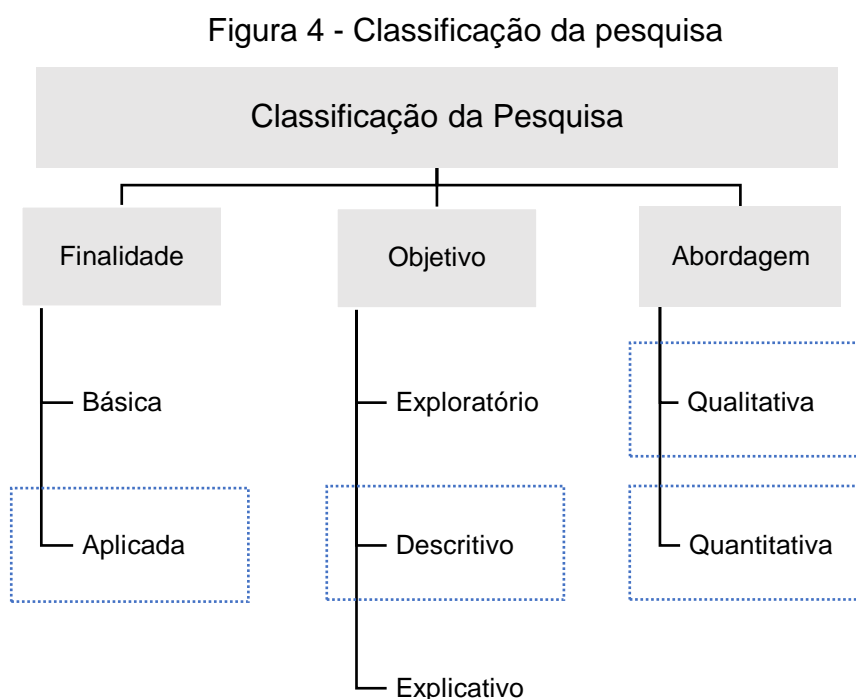 Figura 4 - Classificação da pesquisa
Classificação da Pesquisa
Finalidade
Objetivo
Abordagem
Básica
Exploratório
Qualitativa
Aplicada
Descritivo
Quantitativa
Explicativo